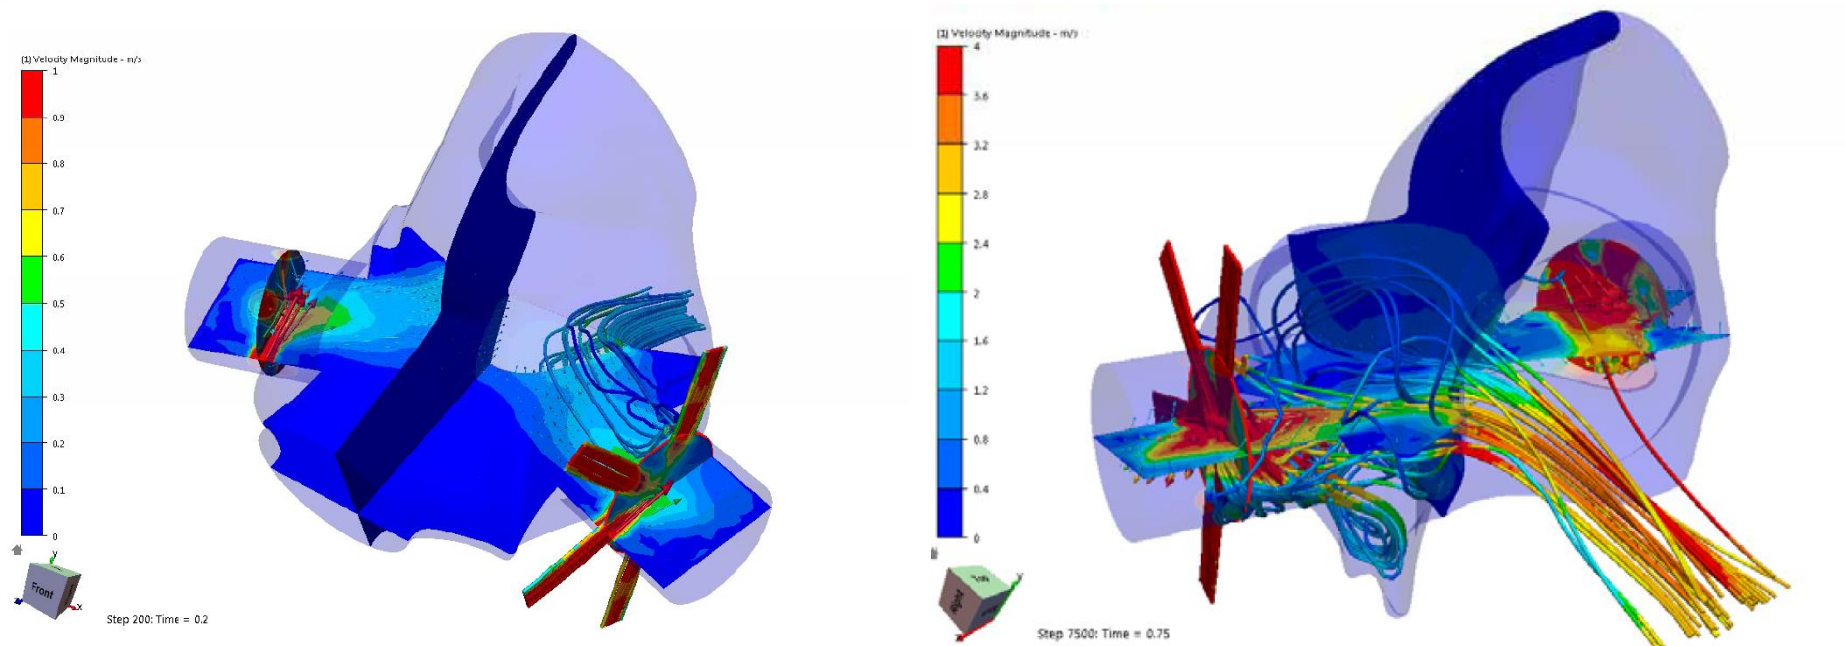 [1] Velocity Magnitude - m/s
1
0.9
0.8
0.7
0.6
0.5
0.4
0.3
0.2
0.1
0
y
Front
x
Step 200: Time = 0.2
[1] Velocity Magnitude - m/s
4
3.6
3.2
2.8
2.4
2
1.6
1.2
0.8
0.4
0
Right
Step 7500: Time = 0.75